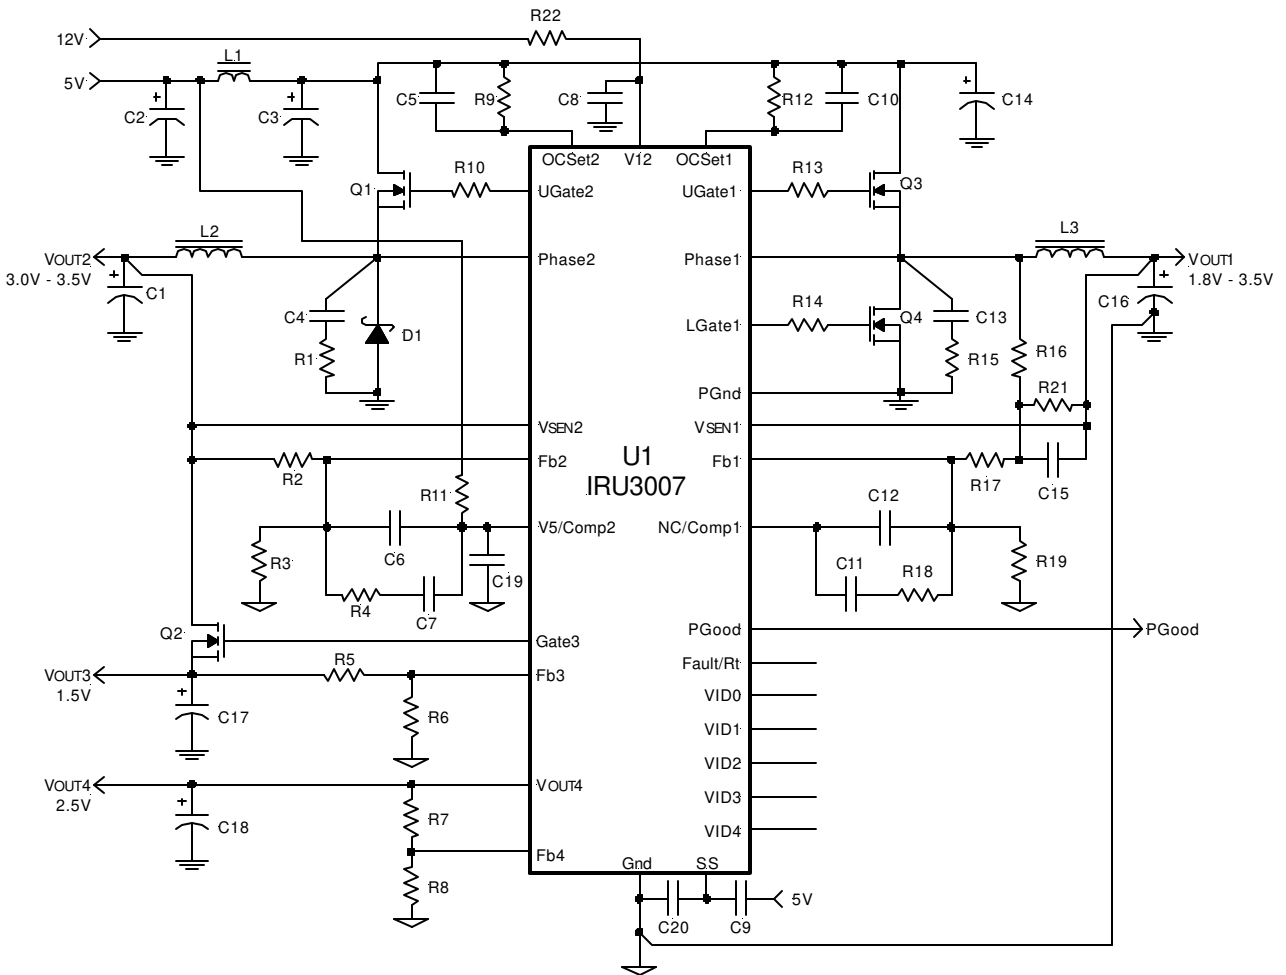 R22
12V
L1
5V
C2
C3
C5
R9
C8
R12
C10
C14
OCSet2
V12
OCSet1
Q1
R10
UGate2
UGate1
R13
Q3
L2
L3
VOUT2
3.0V - 3.5V
C1
Phase2
Phase1
VOUT1
1.8V - 3.5V
C16
C4
R1
D1
LGate1
R14
Q4
C13
R15
R16
R21
PGnd
VSEN2
VSEN1
R2
Fb2
U1
IRU3007
Fb1
R17
C15
R11
R3
C6
V5/Comp2
NC/Comp1
C12
R4
C7
C19
C11
R18
R19
Q2
Gate3
PGood
PGood
VOUT3
1.5V
R5
Fb3
Fault/Rt
C17
R6
VID0
VID1
VID2
VOUT4
2.5V
VOUT4
C18
R7
VID3
VID4
Fb4
R8
Gnd
SS
C20
C9
5V